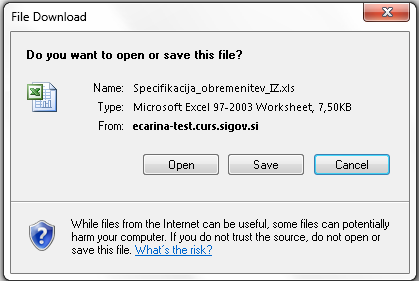 File Download
Do you want to open or save this file?
Name: Specifikacija_obremenitev_IZ.xls
Type: Microsoft Excel 97-2003 Worksheet, 7,50KB
From: ecarina-test.curs.sigov.si
Open Save Cancel
While files from the Internet can be useful, some files can potentially
harm your computer. If you do not trust the source, do not open or
save this file. What's the risk?